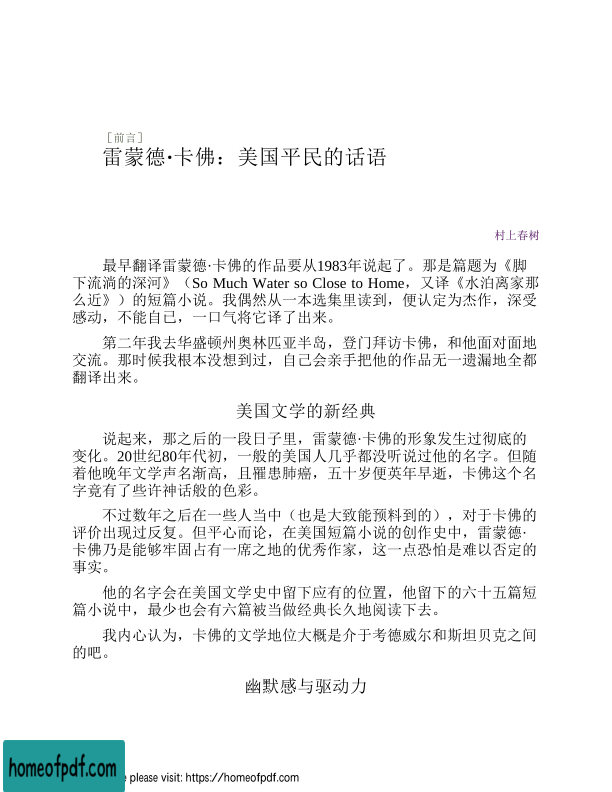 ［前言］
雷蒙德·卡佛：美国平民的话语
村上春树
最早翻译雷蒙德·卡佛的作品要从1983年说起了。那是篇题为《脚
下流淌的深河》（So Much Water so Close to Home，又译《水泊离家那
么近》）的短篇小说。我偶然从一本选集里读到，便认定为杰作，深受
感动，不能自已，一口气将它译了出来。
第二年我去华盛顿州奥林匹亚半岛，登门拜访卡佛，和他面对面地
交流。那时候我根本没想到过，自己会亲手把他的作品无一遗漏地全都
翻译出来。
美国文学的新经典
说起来，那之后的一段日子里，雷蒙德·卡佛的形象发生过彻底的
变化。20世纪80年代初，一般的美国人几乎都没听说过他的名字。但随
着他晚年文学声名渐高，且罹患肺癌，五十岁便英年早逝，卡佛这个名
字竟有了些许神话般的色彩。
不过数年之后在一些人当中（也是大致能预料到的），对于卡佛的
评价出现过反复。但平心而论，在美国短篇小说的创作史中，雷蒙德·
卡佛乃是能够牢固占有一席之地的优秀作家，这一点恐怕是难以否定的
事实。
他的名字会在美国文学史中留下应有的位置，他留下的六十五篇短
篇小说中，最少也会有六篇被当做经典长久地阅读下去。
我内心认为，卡佛的文学地位大概是介于考德威尔和斯坦贝克之间
的吧。
幽默感与驱动力
homeofpdf.com
please visit: https://homeofpdf.com